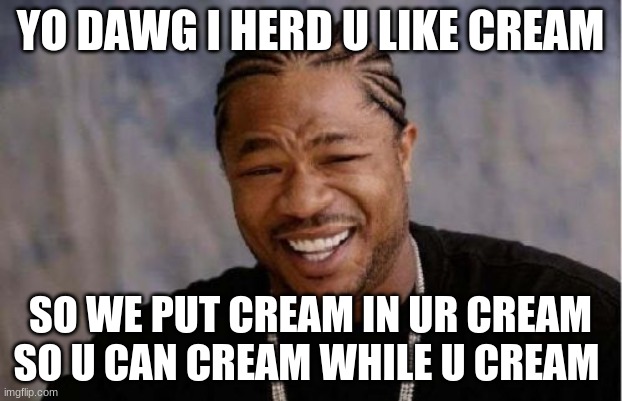 YO DAWG I HERD U LIKE CREAM
SO WE PUT CREAM IN UR CREAM
SO U CAN CREAM WHILE U CREAM
imgflip.com